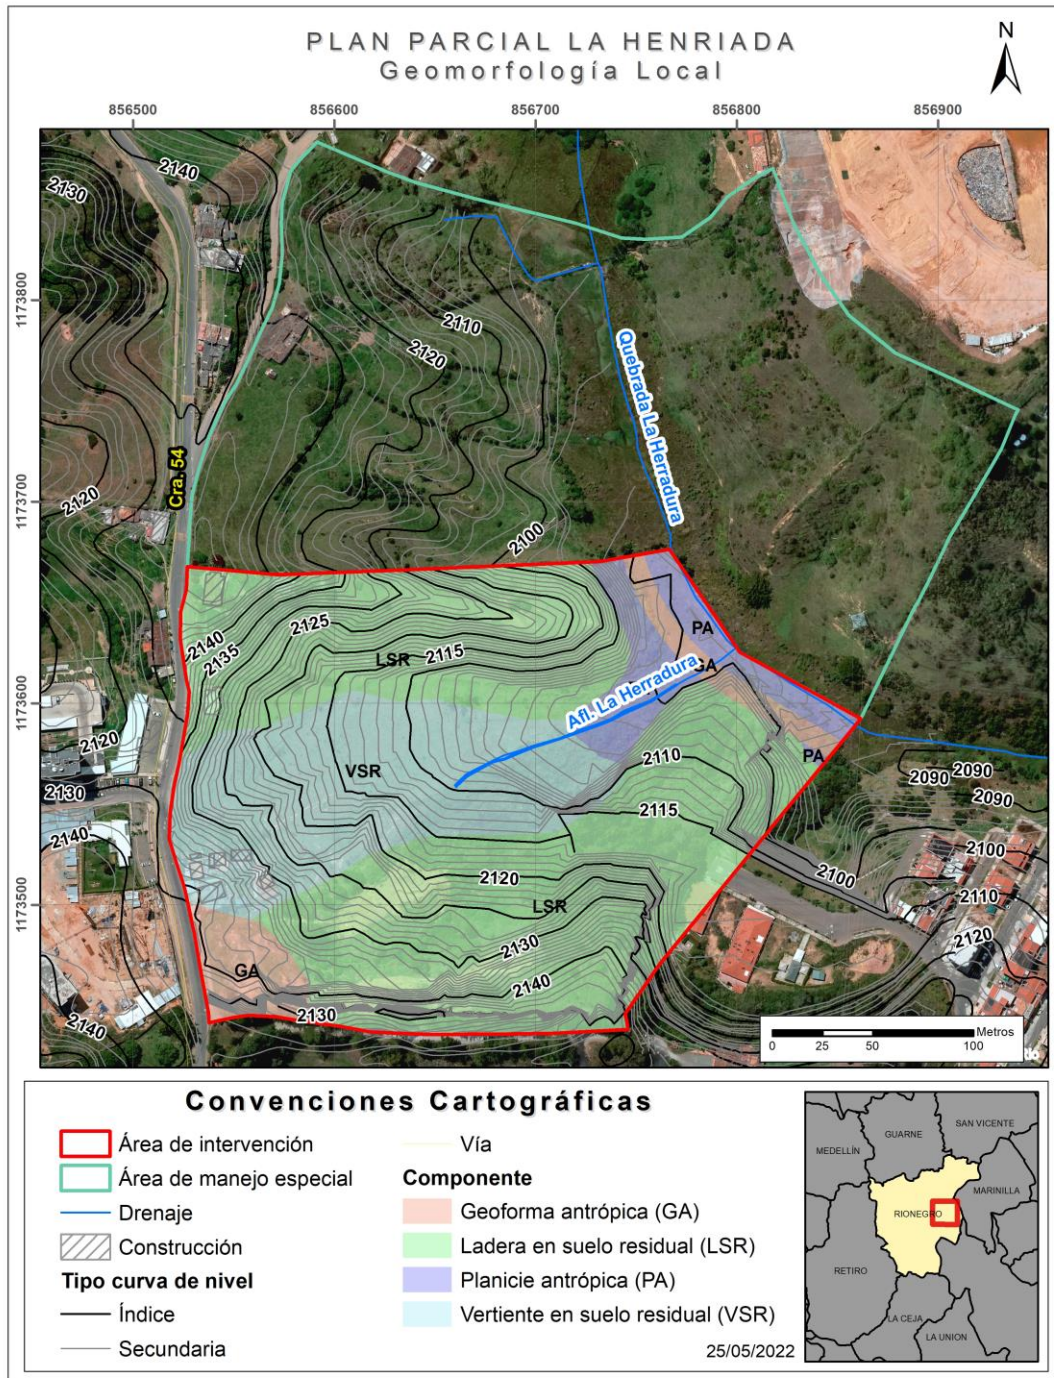 PLAN PARCIAL LA HENRIADA
Geomorfología Local
N
856500 856600 856700 856800 856900
1173800
1173700
1173600
1173500
2140
2130
2110
2120
Quebrada La Herradura
Cra. 54
2120
2100
2140
2135
2125
LSR
2115
PA
GA
Afl. La Herradura
2120
2130
2140
VSR
2110
PA
2115
2090
2090
2090
2100
2100
2110
2120
2120
LSR
2130
GA
2140
2130
2140
Metros
0 25 50 100
Convenciones Cartográficas
Área de intervención
Área de manejo especial
Drenaje
Construcción
Tipo curva de nivel
Índice
Secundaria
Vía
Componente
Geoforma antrópica (GA)
Ladera en suelo residual (LSR)
Planicie antrópica (PA)
Vertiente en suelo residual (VSR)
25/05/2022
GUARNE
SAN VICENTE
MEDELLÍN
MARINILLA
RIONEGRO
RETIRO
LA CEJA
LA UNION